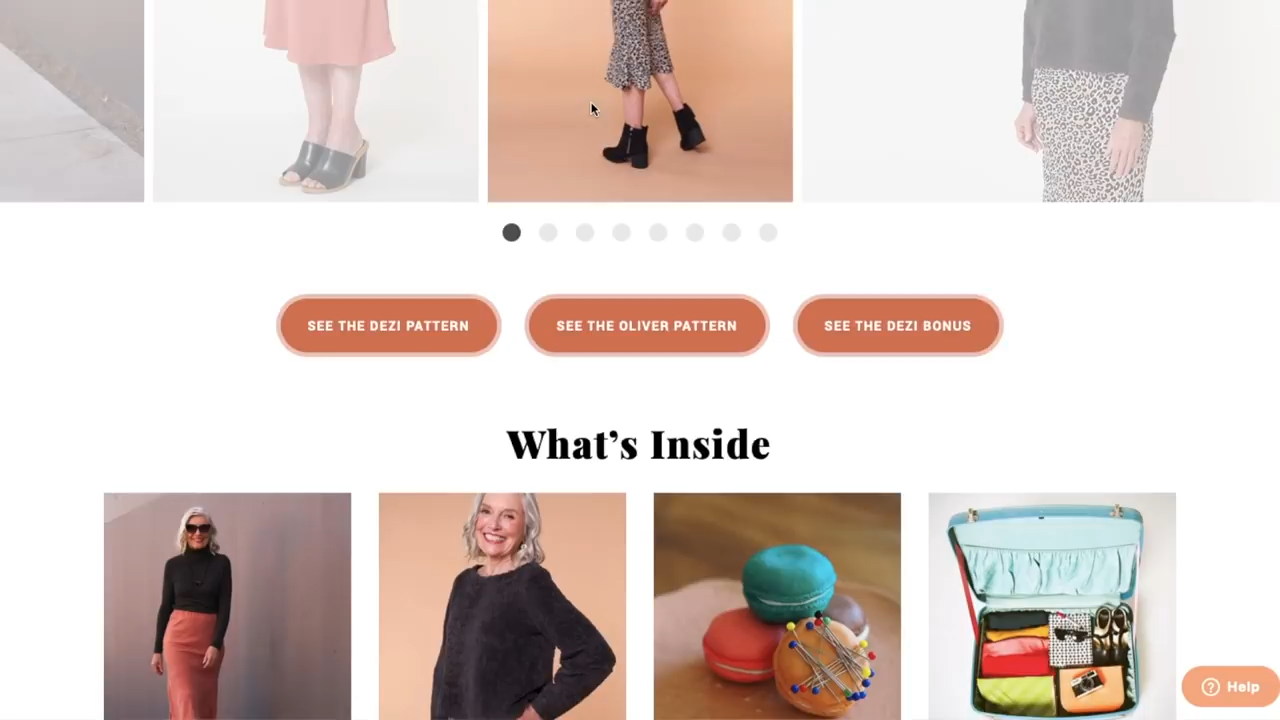 SEE THE DEZI PATTERN
SEE THE OLIVER PATTERN
SEE THE DEZI BONUS
What's Inside
Help